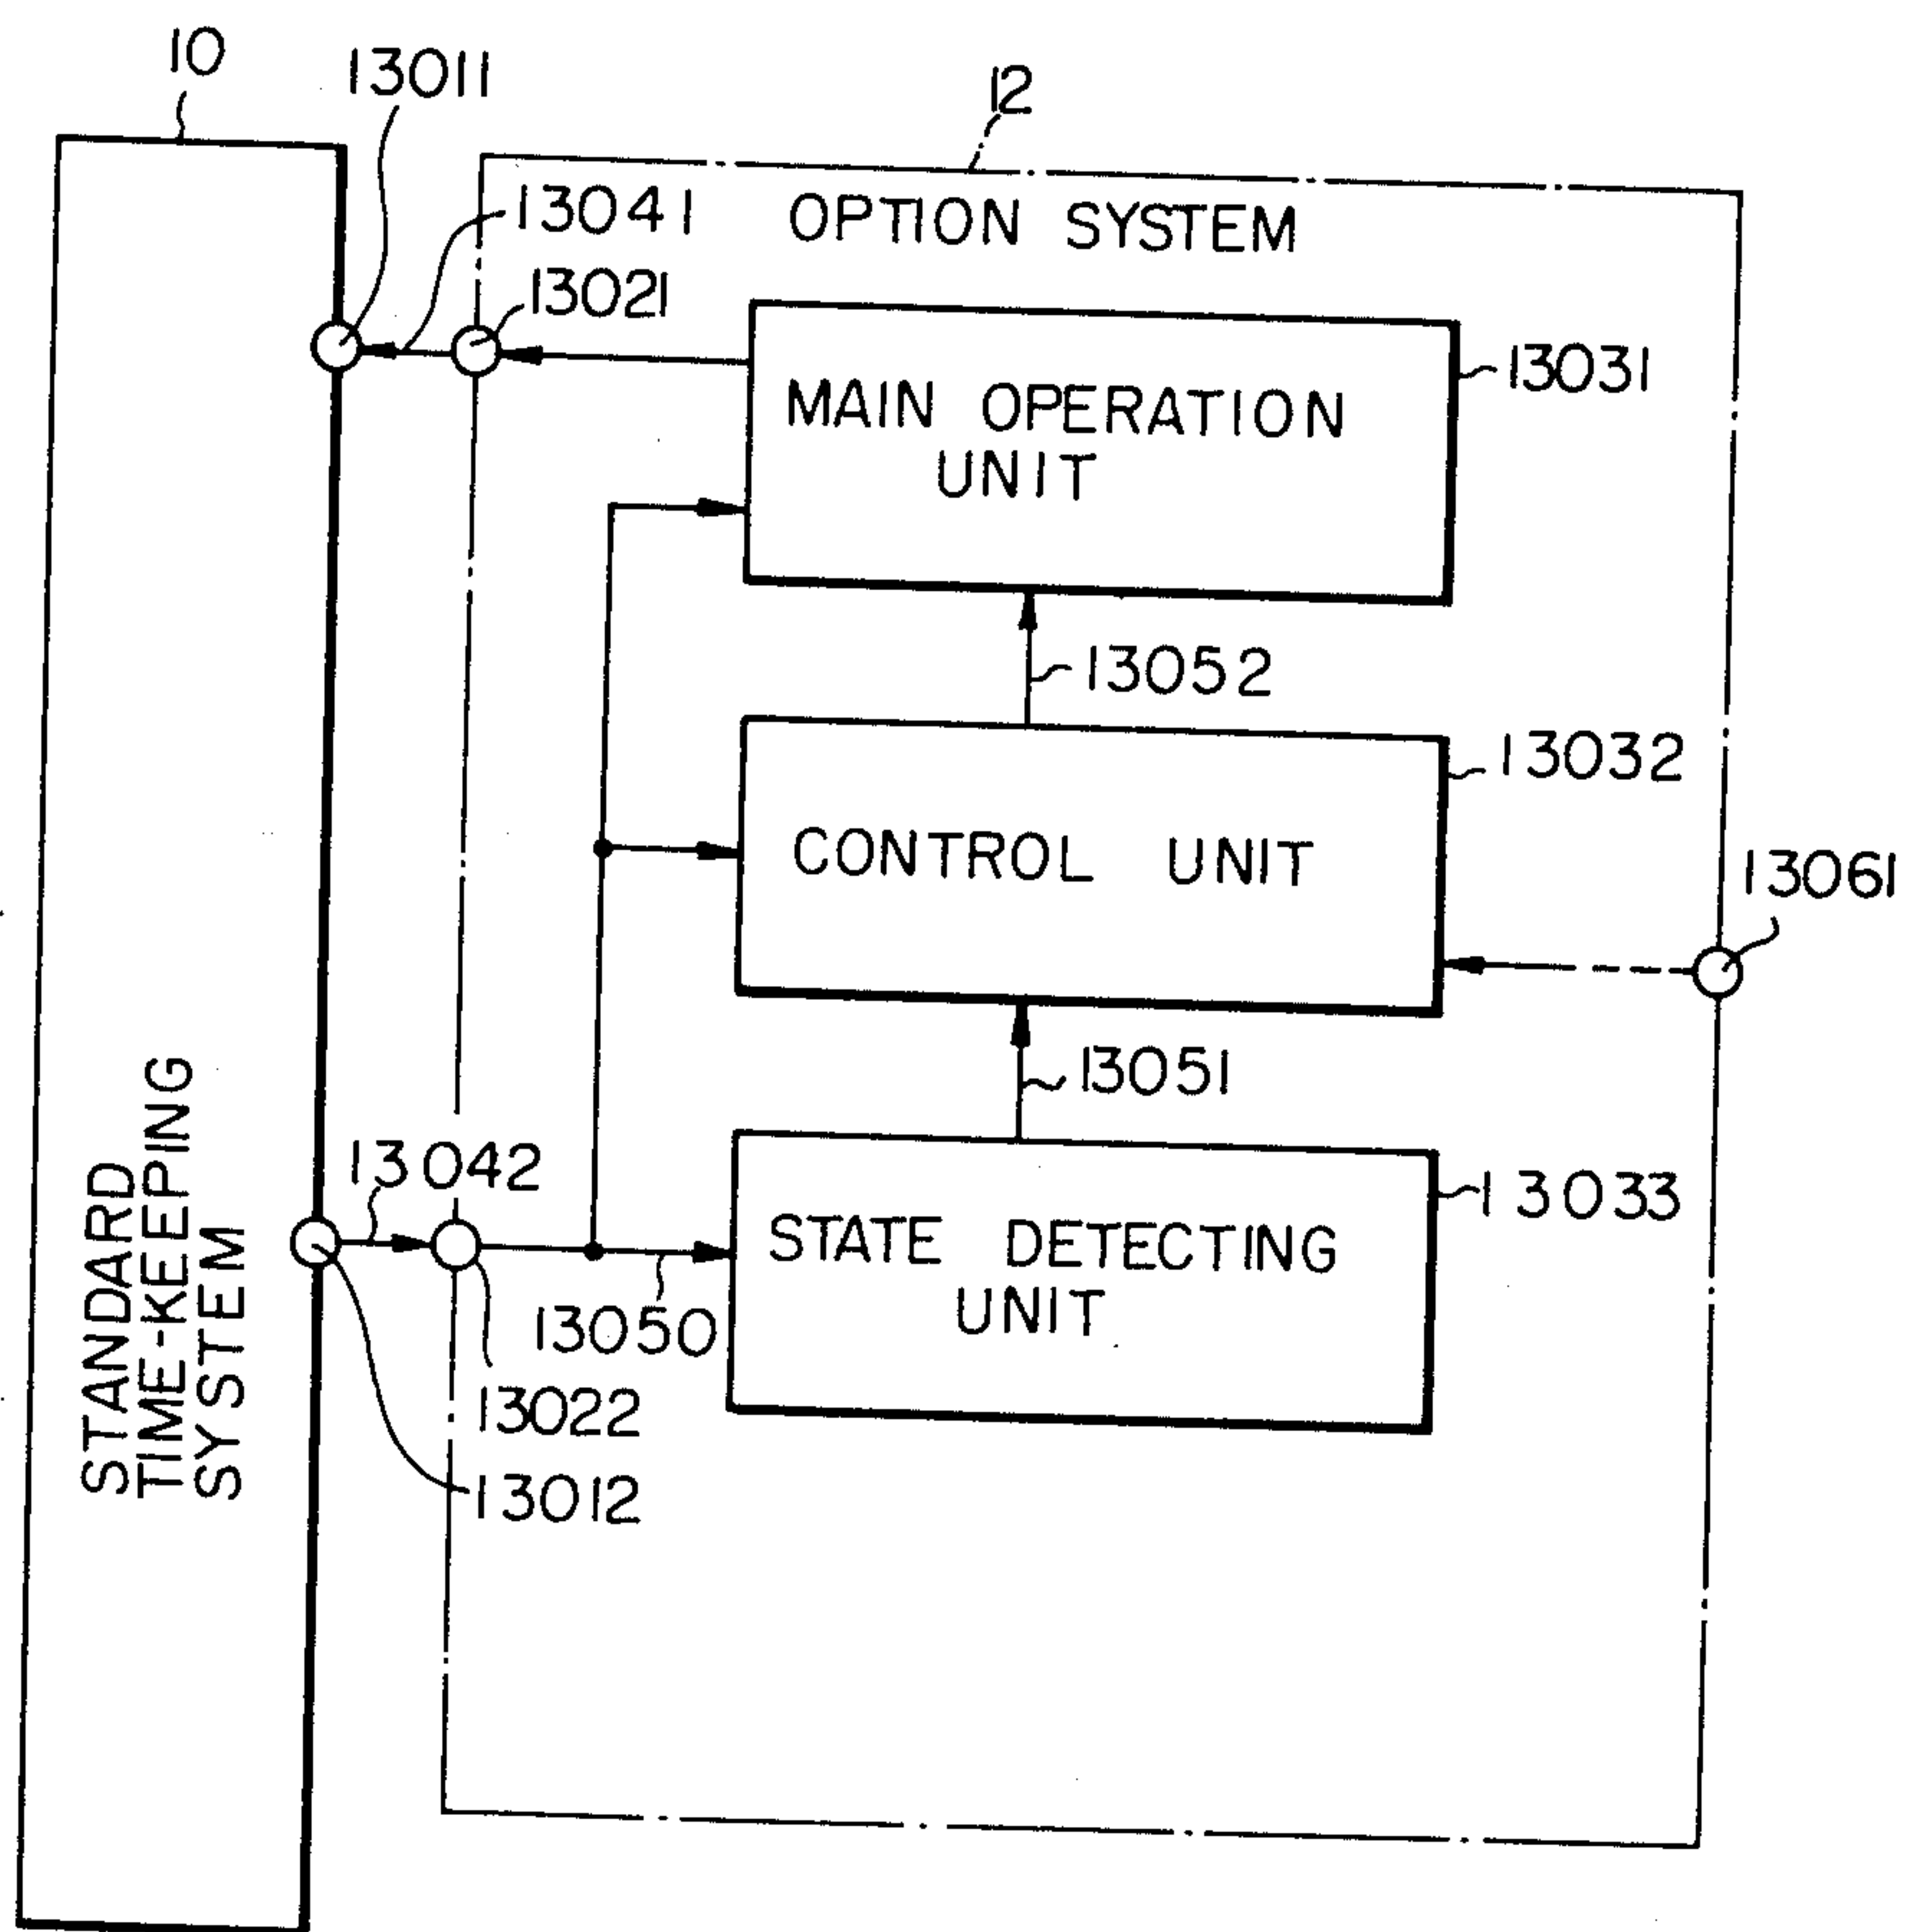 10
13011
12
13041
OPTION SYSTEM
13021
13031
MAIN OPERATION
UNIT
13052
13032
CONTROL UNIT
13061
13051
13042
13033
STATE DETECTING
UNIT
13050
13022
13012
STANDARD
TIME-KEEPING
SYSTEM